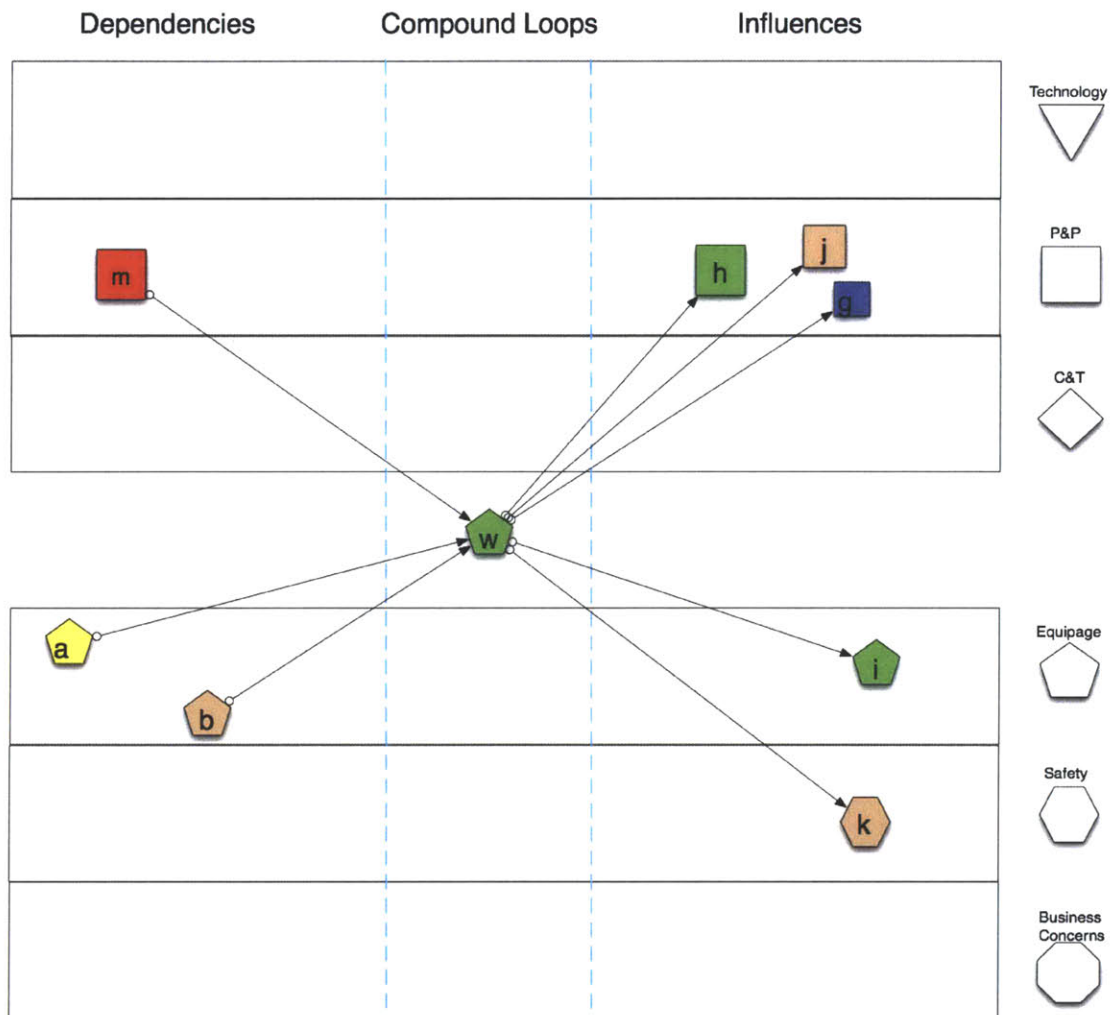 Dependencies
Compound Loops
Influences
Technology
P&P
m
h
j
g
C&T
w
Equipage
a
i
b
Safety
k
Business
Concerns